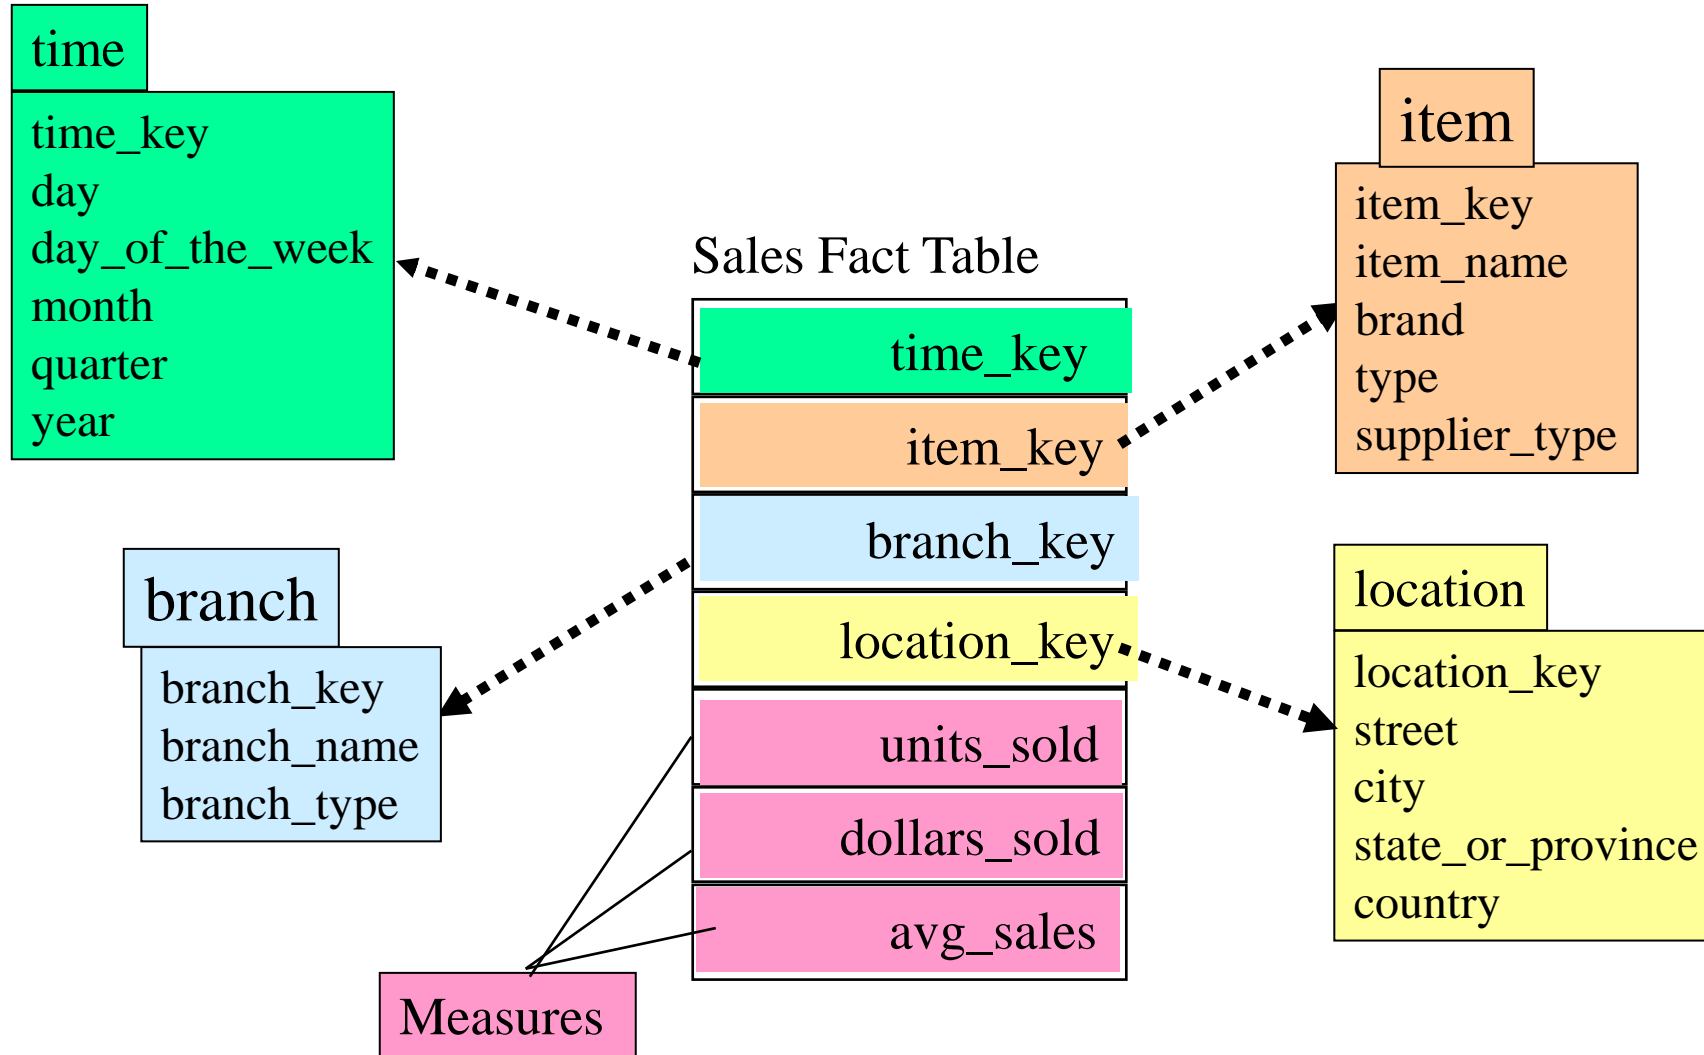 time
time_key
day
day_of_the_week
month
quarter
year
item
item_key
item_name
brand
type
supplier_type
Sales Fact Table
time_key
item_key
branch_key
location_key
units_sold
dollars_sold
avg_sales
branch
branch_key
branch_name
branch_type
location
location_key
street
city
state_or_province
country
Measures